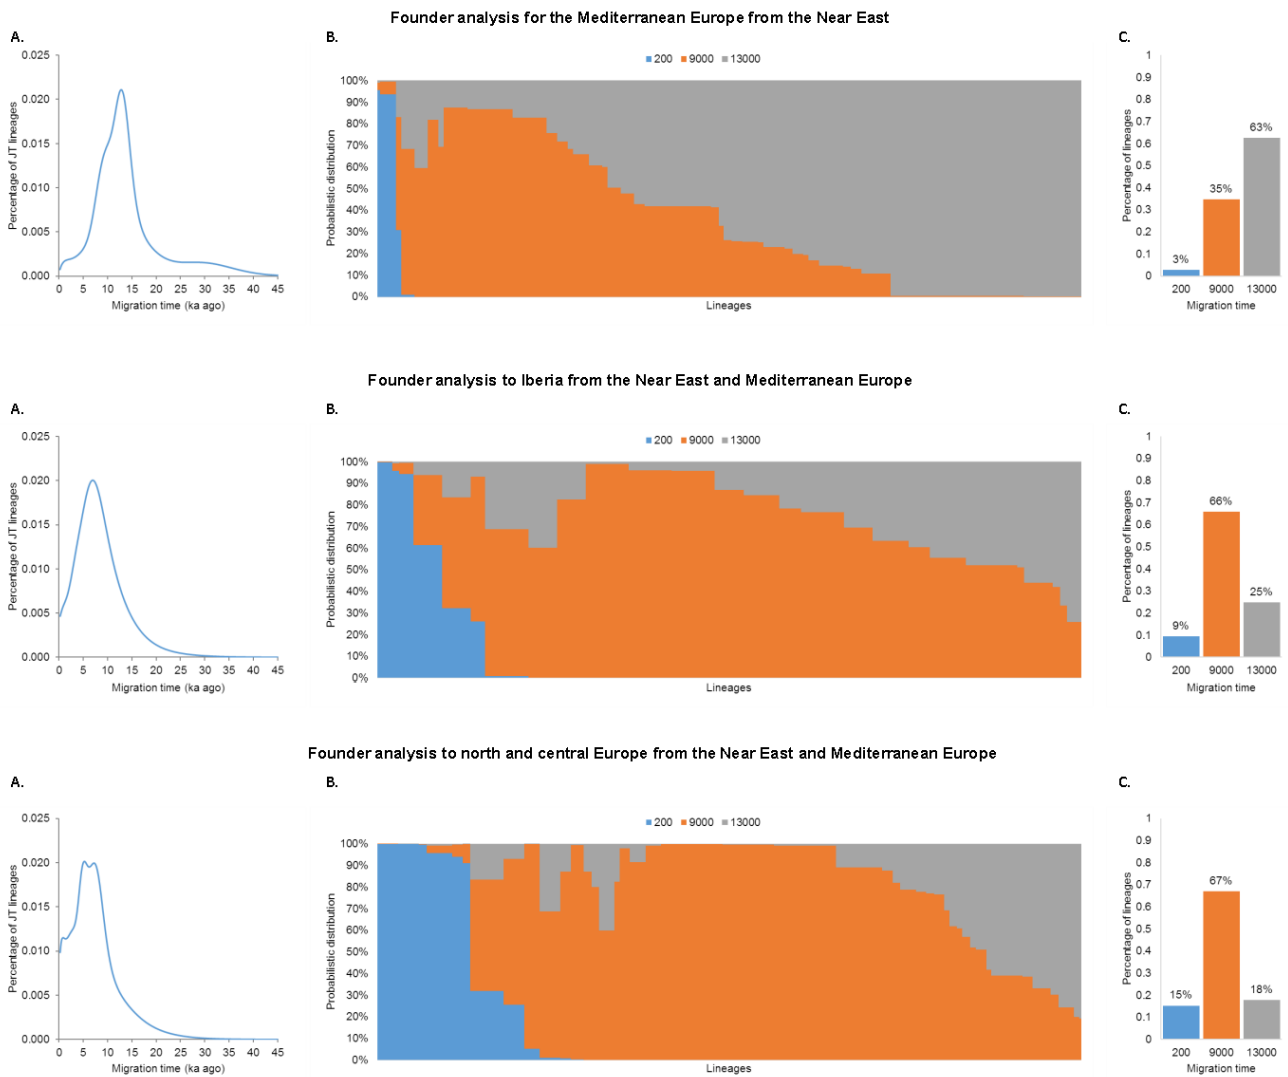 Founder analysis for the Mediterranean Europe from the Near East
A.
B.
C.
Percentage of JT lineages
0.025
0.020
0.015
0.010
0.005
0.000
0 5 10 15 20 25 30 35 40 45
Migration time (ka ago)
200 9000 13000
Probabilistic distribution
100%
90%
80%
70%
60%
50%
40%
30%
20%
10%
0%
Lineages
Percentage of lineages
1
0.9
0.8
0.7
0.6
0.5
0.4
0.3
0.2
0.1
0
3%
35%
63%
200 9000 13000
Migration time
Founder analysis to Iberia from the Near East and Mediterranean Europe
A.
B.
C.
Percentage of JT lineages
0.025
0.020
0.015
0.010
0.005
0.000
0 5 10 15 20 25 30 35 40 45
Migration time (ka ago)
200 9000 13000
Probabilistic distribution
100%
90%
80%
70%
60%
50%
40%
30%
20%
10%
0%
Lineages
Percentage of lineages
1
0.9
0.8
0.7
0.6
0.5
0.4
0.3
0.2
0.1
0
9%
66%
25%
200 9000 13000
Migration time
Founder analysis to north and central Europe from the Near East and Mediterranean Europe
A.
B.
C.
Percentage of JT lineages
0.025
0.020
0.015
0.010
0.005
0.000
0 5 10 15 20 25 30 35 40 45
Migration time (ka ago)
200 9000 13000
Probabilistic distribution
100%
90%
80%
70%
60%
50%
40%
30%
20%
10%
0%
Lineages
Percentage of lineages
1
0.9
0.8
0.7
0.6
0.5
0.4
0.3
0.2
0.1
0
15%
67%
18%
200 9000 13000
Migration time